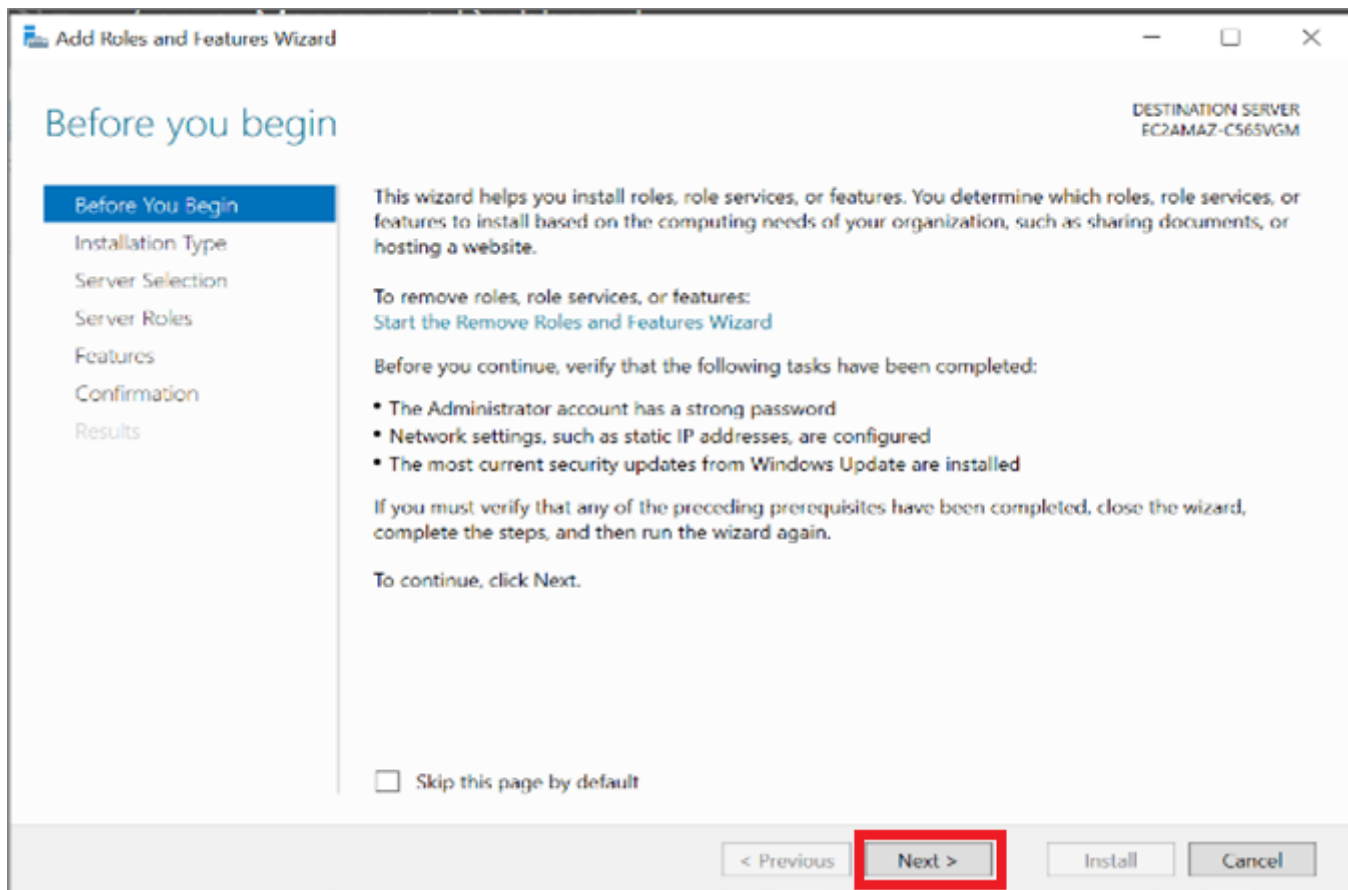 Add Roles and Features Wizard
Before you begin
DESTINATION SERVER
EC2AMAZ-C565VGM
Before You Begin
Installation Type
Server Selection
Server Roles
Features
Confirmation
Results
This wizard helps you install roles, role services, or features. You determine which roles, role services, or
features to install based on the computing needs of your organization, such as sharing documents, or
hosting a website.
To remove roles, role services, or features:
Start the Remove Roles and Features Wizard
Before you continue, verify that the following tasks have been completed:
• The Administrator account has a strong password
• Network settings, such as static IP addresses, are configured
• The most current security updates from Windows Update are installed
If you must verify that any of the preceding prerequisites have been completed, close the wizard,
complete the steps, and then run the wizard again.
To continue, click Next.
Skip this page by default
< Previous
Next >
Install
Cancel